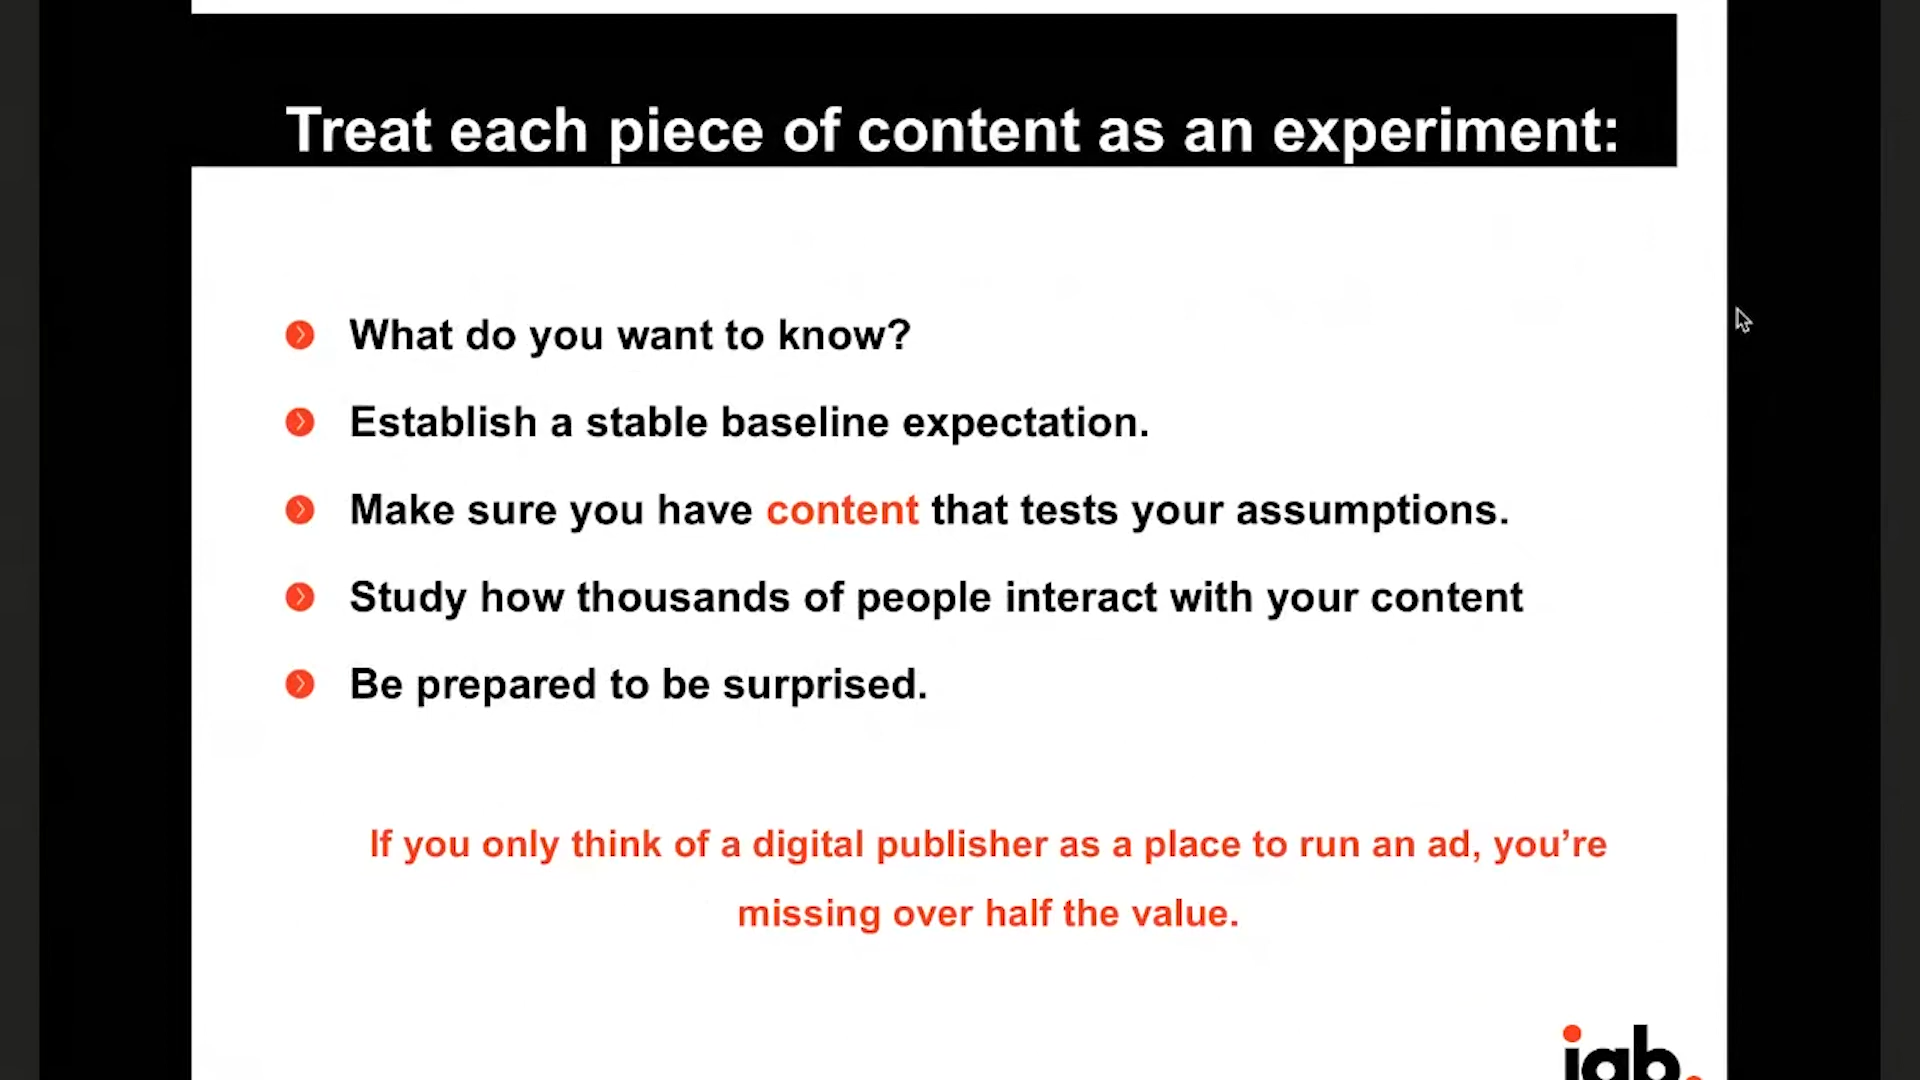 Treat each piece of content as an experiment:
What do you want to know?
Establish a stable baseline expectation.
Make sure you have content that tests your assumptions.
Study how thousands of people interact with your content
Be prepared to be surprised.
If you only think of a digital publisher as a place to run an ad, you’re
missing over half the value.
iab.